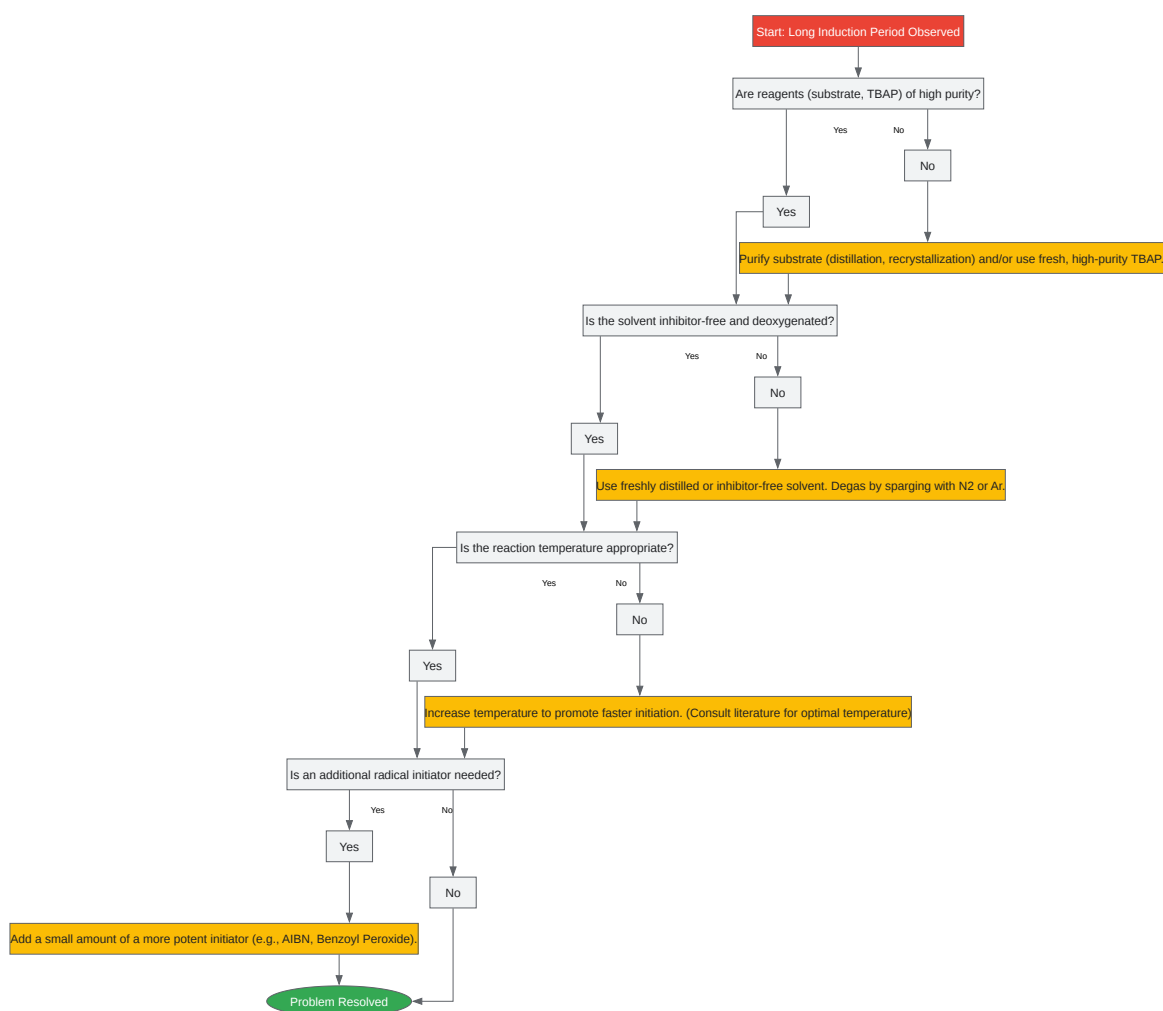 Start: Long Induction Period Observed
Are reagents (substrate, TBAP) of high purity?
Yes
No
No
Yes
Purify substrate (distillation, recrystallization) and/or use fresh, high-purity TBAP.
Is the solvent inhibitor-free and deoxygenated?
Yes
No
No
Yes
Use freshly distilled or inhibitor-free solvent. Degas by sparging with N2 or Ar.
Is the reaction temperature appropriate?
Yes
No
No
Yes
Increase temperature to promote faster initiation. (Consult literature for optimal temperature)
Is an additional radical initiator needed?
Yes
No
Yes
No
Add a small amount of a more potent initiator (e.g., AIBN, Benzoyl Peroxide).
Problem Resolved